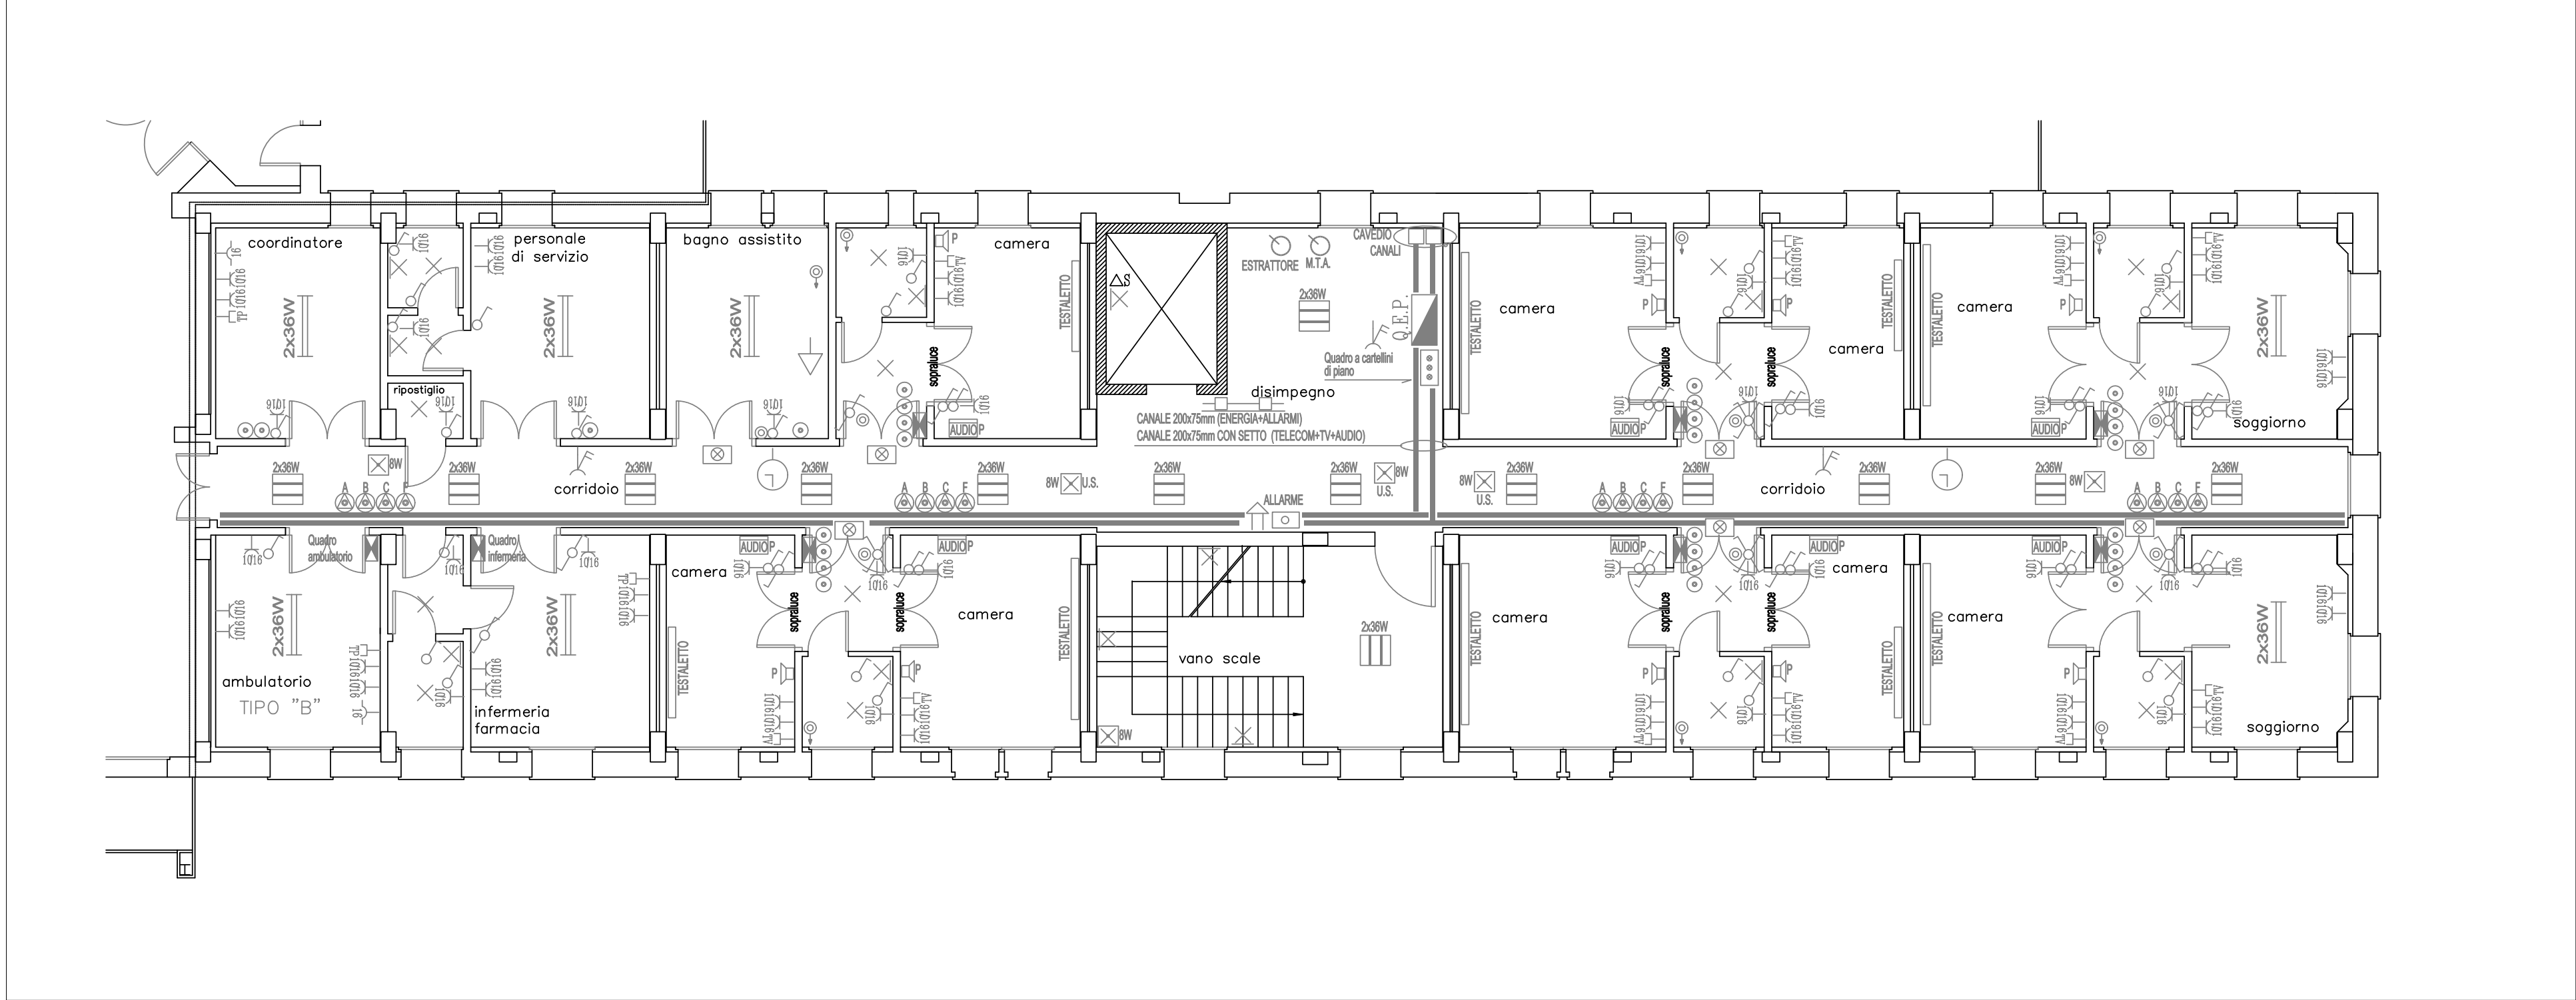 coordinatore
personale
di servizio
bagno assistito
camera
CAVEDIO
CANALI
ESTRATTORE
M.T.A.
S
P
TV
1Ø16
16
TP
2x36W
2x36W
2x36W
2x36W
TESTALETTO
Q.E.P.
Quadro a cartellini
di piano
camera
TESTALETTO
camera
TESTALETTO
camera
TESTALETTO
2x36W
soggiorno
ripostiglio
sopraluce
sopraluce
sopraluce
disimpegno
CANALE 200x75mm (ENERGIA+ALLARMI)
CANALE 200x75mm CON SETTO (TELECOM+TV+AUDIO)
AUDIO P
AUDIO P
AUDIO P
2x36W
8W
2x36W
2x36W
2x36W
2x36W
8W U.S.
2x36W
2x36W
8W
U.S.
8W
U.S.
2x36W
2x36W
2x36W
2x36W
8W
2x36W
corridoio
corridoio
A B C F
A B C F
A B C F
A B C F
ALLARME
Quadro
ambulatorio
Quadro
infermeria
AUDIO P
AUDIO P
AUDIO P
AUDIO P
AUDIO P
2x36W
2x36W
camera
sopraluce
sopraluce
camera
TESTALETTO
TESTALETTO
2x36W
vano scale
8W
camera
TESTALETTO
sopraluce
sopraluce
camera
TESTALETTO
camera
TESTALETTO
2x36W
soggiorno
ambulatorio
TIPO "B"
infermeria
farmacia